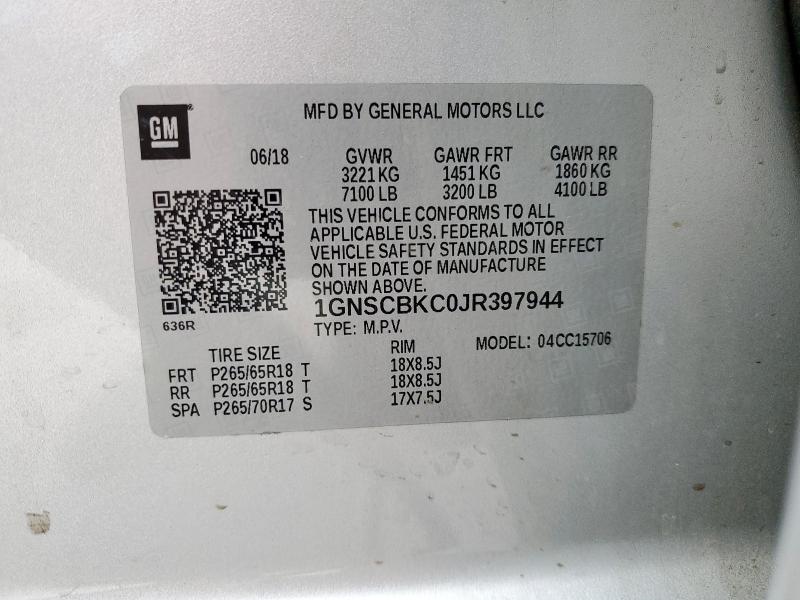 GM
MFD BY GENERAL MOTORS LLC
06/18 GVWR GAWR FRT GAWR RR
3221 KG 1451 KG 1860 KG
7100 LB 3200 LB 4100 LB
THIS VEHICLE CONFORMS TO ALL
APPLICABLE U.S. FEDERAL MOTOR
VEHICLE SAFETY STANDARDS IN EFFECT
ON THE DATE OF MANUFACTURE
SHOWN ABOVE.
1GNSCBKC0JR397944
636R
TYPE: M.P.V.
MODEL: 04CC15706
TIRE SIZE RIM
FRT P265/65R18 T 18X8.5J
RR P265/65R18 T 18X8.5J
SPA P265/70R17 S 17X7.5J